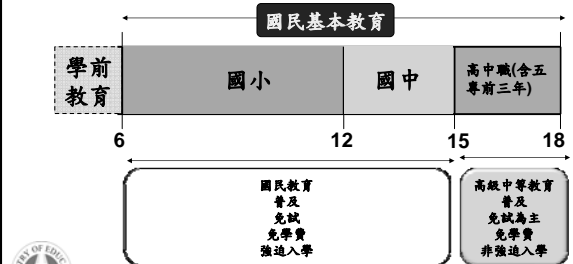 國民基本教育
學前
教育
國小
國中
高中職(含五
專前三年)
6
12
15
18
國民教育
普及
免試
免學費
強迫入學
高級中等教育
普及
免試為主
免學費
非強迫入學
RY OF EDUC